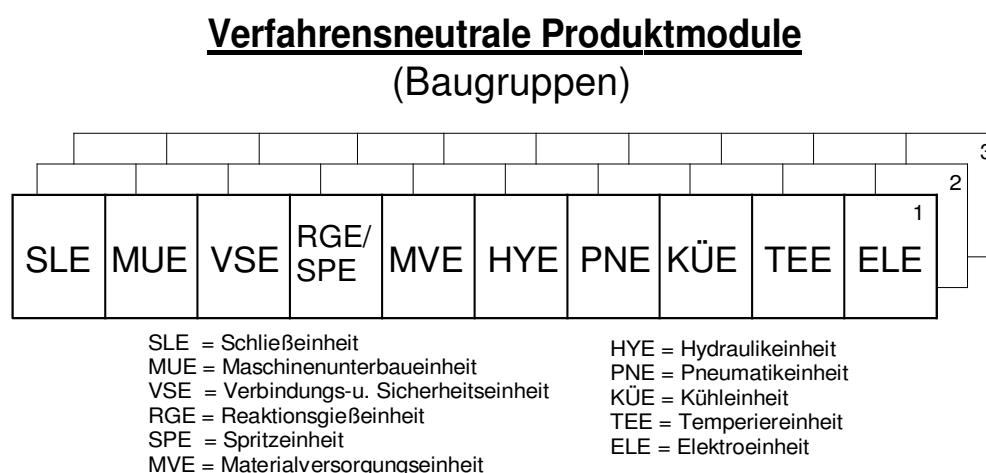 Verfahrensneutrale Produktmodule
(Baugruppen)
3
2
1
SLE MUE VSE RGE/ SPE MVE HYE PNE KÜE TEE ELE
SLE = Schließeinheit
MUE = Maschinenunterbaueinheit
VSE = Verbindungs-u. Sicherheitseinheit
RGE = Reaktionsgießeinheit
SPE = Spritzeinheit
MVE = Materialversorgungseinheit
HYE = Hydraulikeinheit
PNE = Pneumatikeinheit
KÜE = Kühleinheit
TEE = Temperiereinheit
ELE = Elektroeinheit